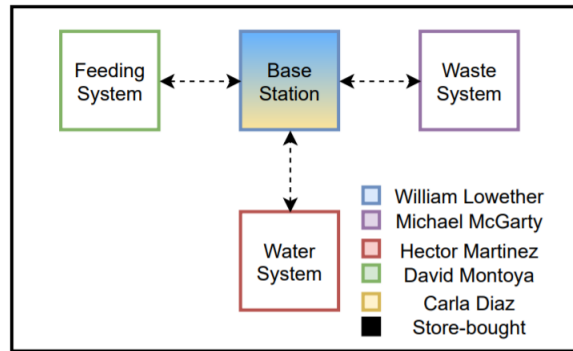 Feeding
System
Base
Station
Waste
System
Water
System
William Lowether
Michael McGarty
Hector Martinez
David Montoya
Carla Diaz
Store-bought